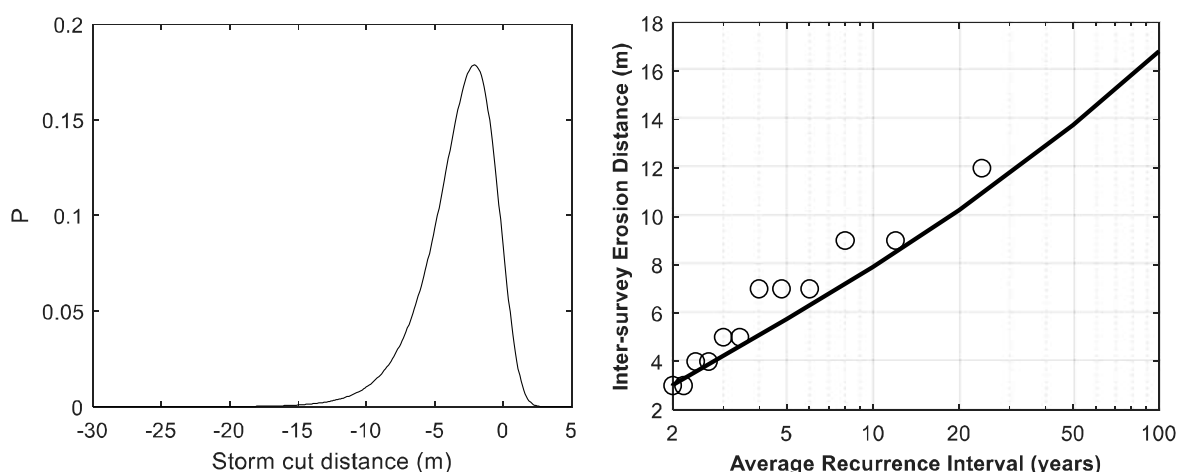 0.2
0.15
0.1
0.05
0
P
-30 -25 -20 -15 -10 -5 0 5
Storm cut distance (m)
18
16
14
12
10
8
6
4
2
Inter-survey Erosion Distance (m)
2 5 10 20 50 100
Average Recurrence Interval (years)